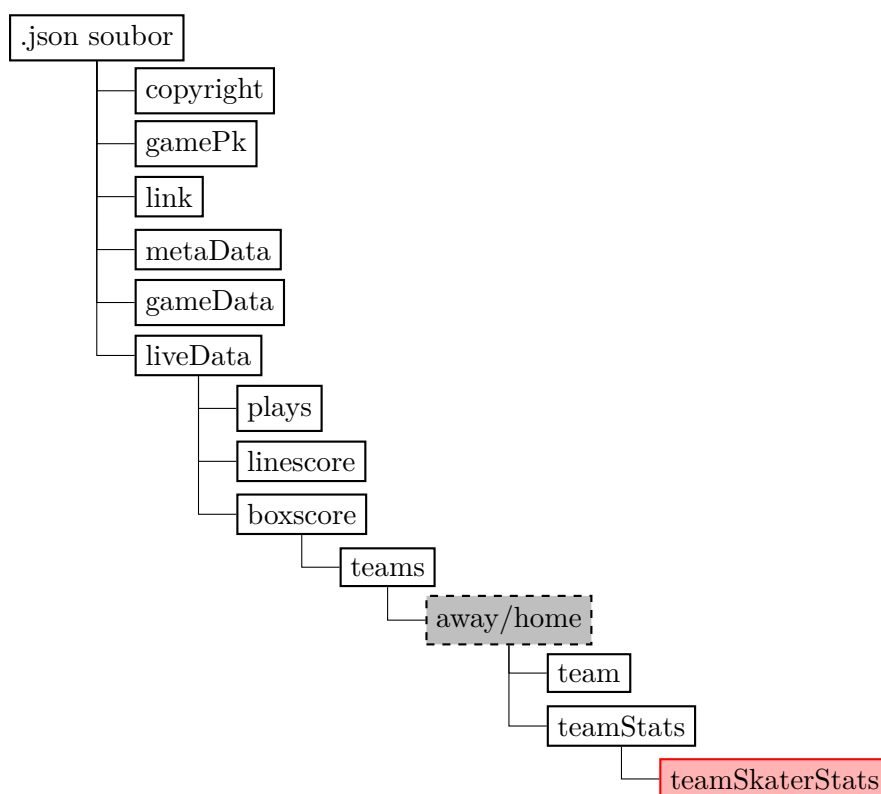 .json soubor
copyright
gamePk
link
metaData
gameData
liveData
plays
linescore
boxscore
teams
away/home
team
teamStats
teamSkaterStats